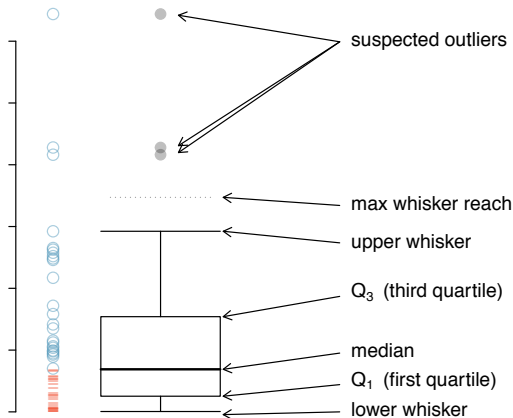 suspected outliers
max whisker reach
upper whisker
Q3 (third quartile)
median
Q1 (first quartile)
lower whisker